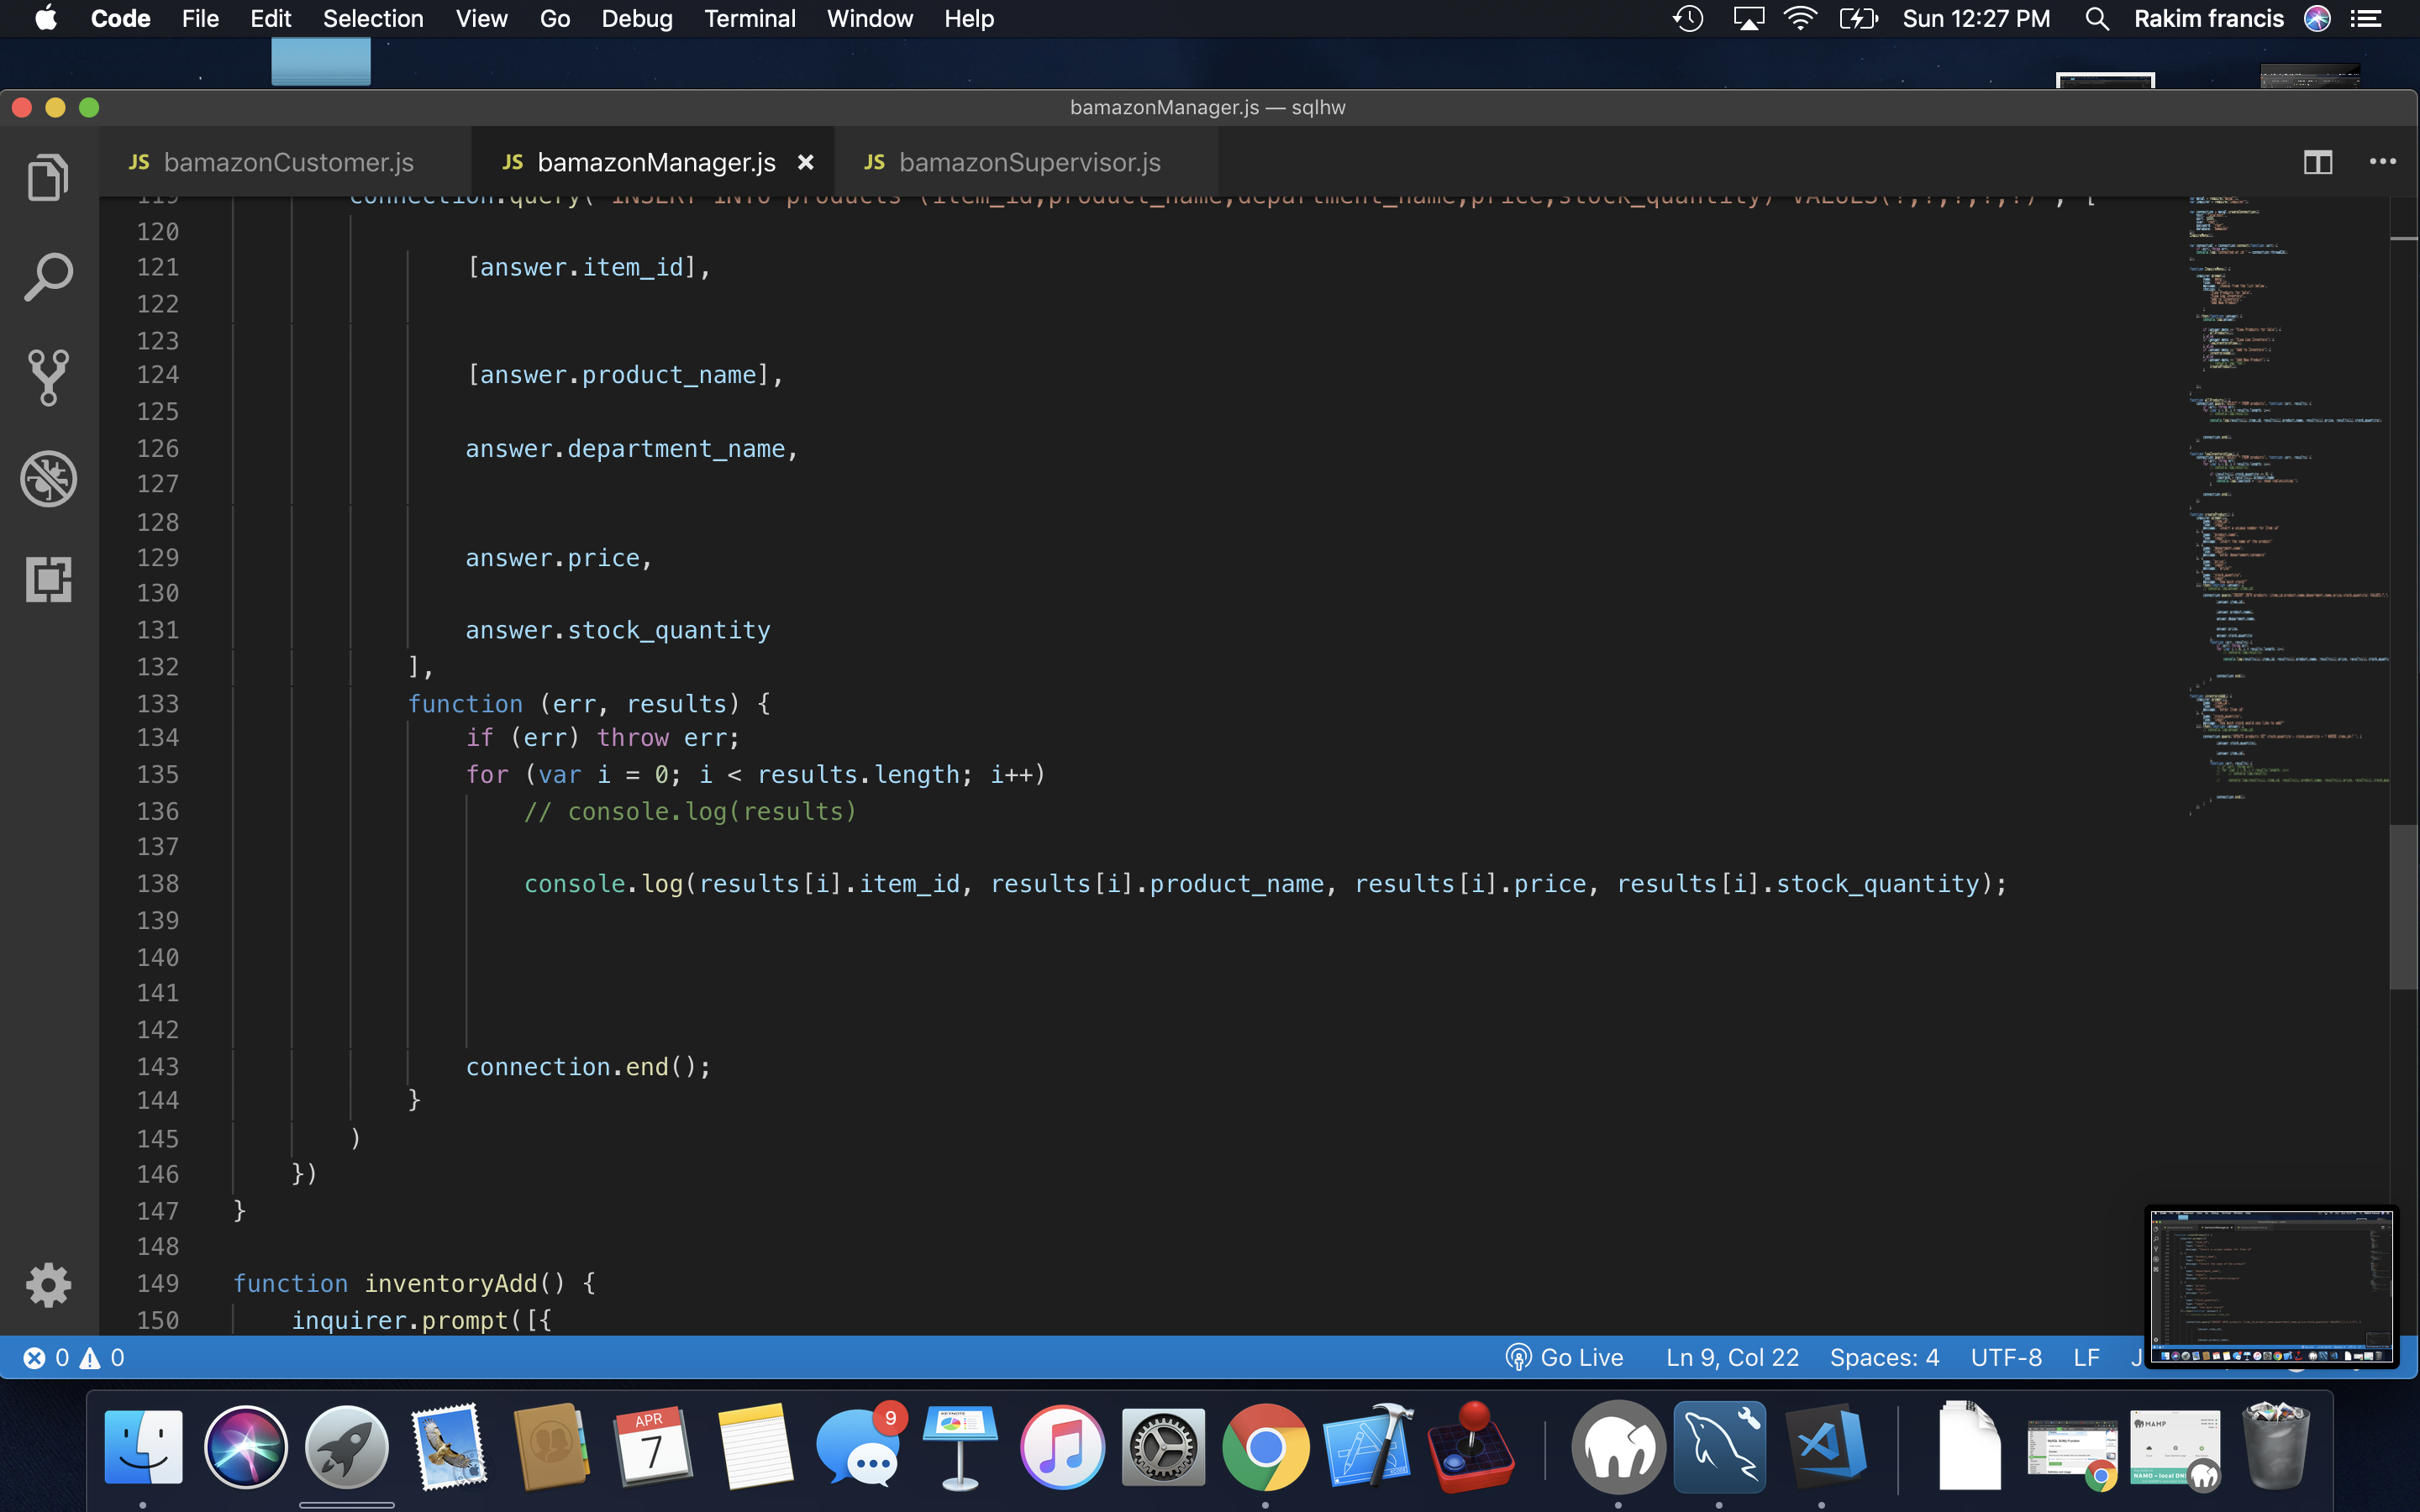 Code File Edit Selection View Go Debug Terminal Window Help Sun 12:27 PM Rakim francis
bamazonManager.js — sqlhw
JS bamazonCustomer.js JS bamazonManager.js JS bamazonSupervisor.js
119 connection.query("INSERT INTO products (item_id,product_name,department_name,price,stock_quantity) VALUES(?,?,?,?,?)", [
120
121 [answer.item_id],
122
123
124 [answer.product_name],
125
126 answer.department_name,
127
128
129 answer.price,
130
131 answer.stock_quantity
132 ],
133 function (err, results) {
134 if (err) throw err;
135 for (var i = 0; i < results.length; i++)
136 // console.log(results)
137
138 console.log(results[i].item_id, results[i].product_name, results[i].price, results[i].stock_quantity);
139
140
141
142
143 connection.end();
144 }
145 )
146 })
147 }
148
149 function inventoryAdd() {
150 inquirer.prompt([{
0 0 Go Live Ln 9, Col 22 Spaces: 4 UTF-8 LF J
APR
7
9
KEYNOTE
MAMP